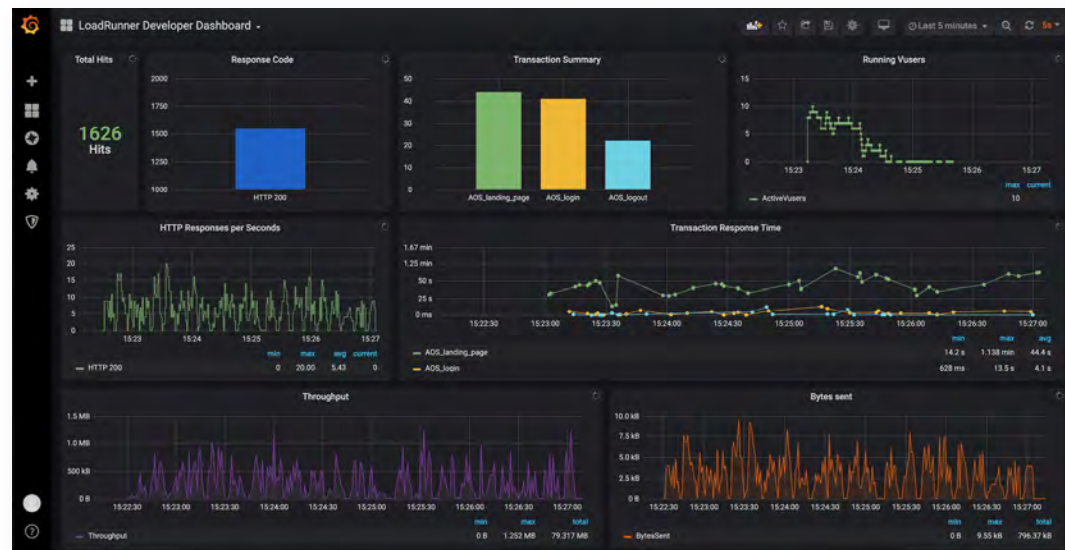 LoadRunner Developer Dashboard
Last 5 minutes
5s
Total Hits
1626
Hits
Response Code
2000
1750
1500
1250
1000
HTTP 200
Transaction Summary
50
40
30
20
10
0
AOS_landing_page AOS_login AOS_logout
Running Vusers
15
10
5
0
15:23 15:24 15:25 15:26 15:27
max current
ActiveVusers 10
HTTP Responses per Seconds
25
20
15
10
5
0
15:23 15:24 15:25 15:26 15:27
min max avg current
HTTP 200 0 20.00 5.43 0
Transaction Response Time
1.67 min
1.25 min
50 s
25 s
0 ms
15:22:30 15:23:00 15:23:30 15:24:00 15:24:30 15:25:00 15:25:30 15:26:00 15:26:30 15:27:00
min max avg
AOS_landing_page 14.2 s 1.138 min 44.4 s
AOS_login 628 ms 13.5 s 4.1 s
Throughput
1.5 MB
1.0 MB
500 kB
0 B
15:22:30 15:23:00 15:23:30 15:24:00 15:24:30 15:25:00 15:25:30 15:26:00 15:26:30 15:27:00
min max total
Throughput 0 B 1.252 MB 79.317 MB
Bytes sent
10.0 kB
7.5 kB
5.0 kB
2.5 kB
0 B
15:22:30 15:23:00 15:23:30 15:24:00 15:24:30 15:25:00 15:25:30 15:26:00 15:26:30 15:27:00
min max total
BytesSent 0 B 9.55 kB 796.37 kB